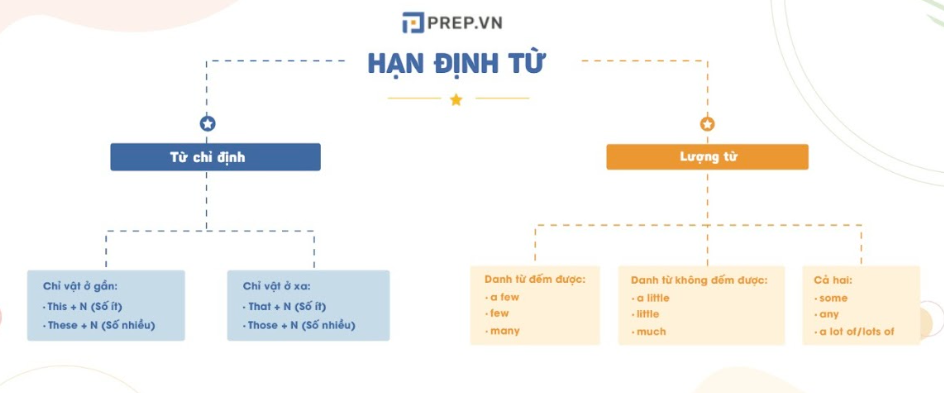 PREP.VN
HẠN ĐỊNH TỪ
Từ chỉ định
Lượng từ
Chỉ vật ở gần:
• This + N (Số ít)
• These + N (Số nhiều)
Chỉ vật ở xa:
• That + N (Số ít)
• Those + N (Số nhiều)
Danh từ đếm được:
• a few
• few
• many
Danh từ không đếm được:
• a little
• little
• much
Cả hai:
• some
• any
• a lot of/lots of